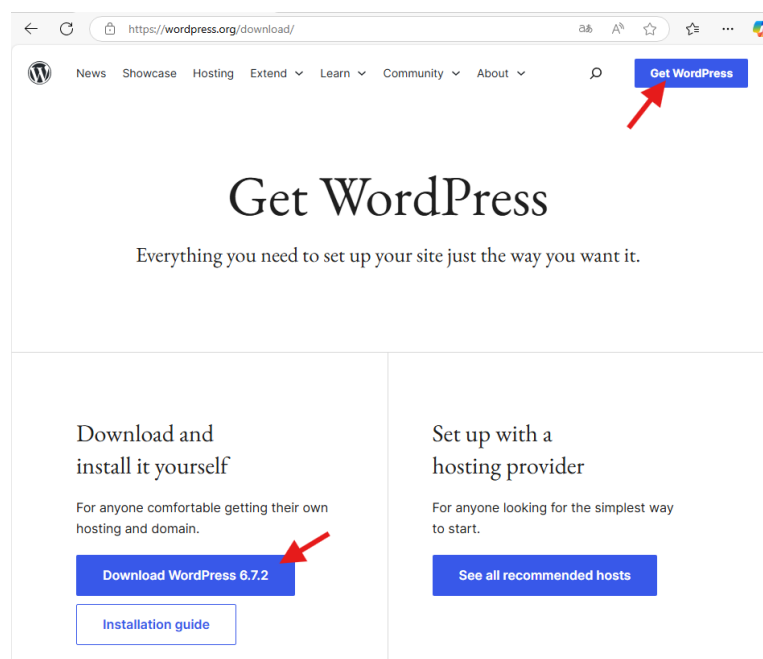 https://wordpress.org/download/
News Showcase Hosting Extend Learn Community About Get WordPress
Get WordPress
Everything you need to set up your site just the way you want it.
Download and
install it yourself
For anyone comfortable getting their own
hosting and domain.
Download WordPress 6.7.2
Installation guide
Set up with a
hosting provider
For anyone looking for the simplest way
to start.
See all recommended hosts